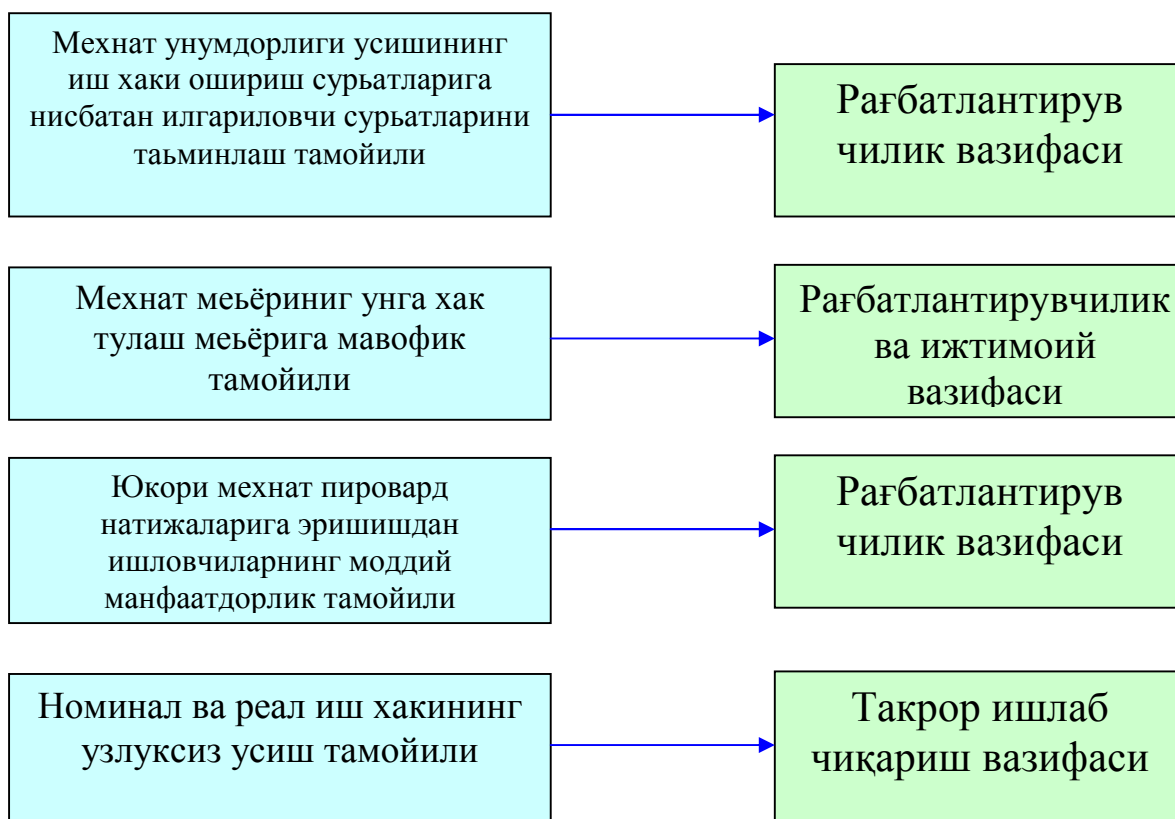 Мехнат унумдорлиги усишининг
иш хаки ошириш сурьатларига
нисбатан илгариловчи сурьатларини
таьминлаш тамойили
Рағбатлантирув
чилик вазифаси
Мехнат меьёриниг унга хак
тулаш меьёрига мавофик
тамойили
Рағбатлантирувчилик
ва ижтимоий
вазифаси
Юкори мехнат пировард
натижаларига эришишдан
ишловчиларнинг моддий
манфаатдорлик тамойили
Рағбатлантирув
чилик вазифаси
Номинал ва реал иш хакининг
узлуксиз усиш тамойили
Такрор ишлаб
чиқариш вазифаси